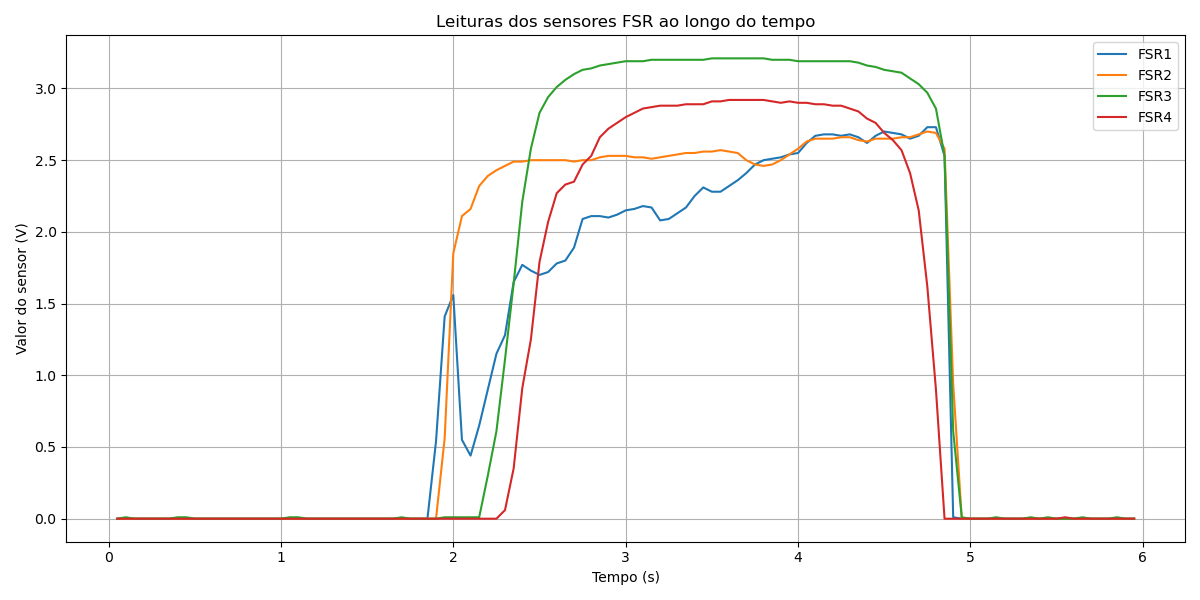 Leituras dos sensores FSR ao longo do tempo
FSR1
FSR2
FSR3
FSR4
Valor do sensor (V)
3.0
2.5
2.0
1.5
1.0
0.5
0.0
0 1 2 3 4 5 6
Tempo (s)